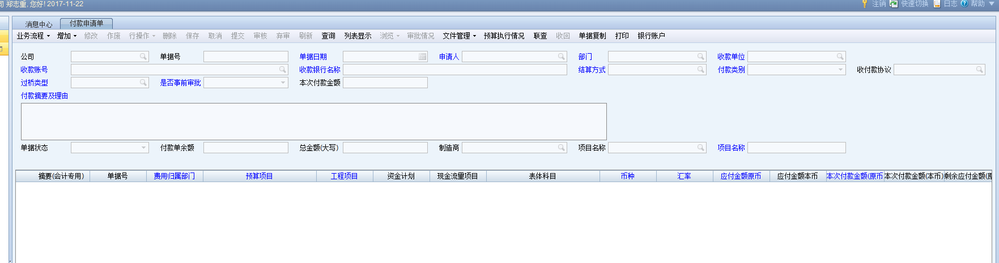 司 郑志重, 您好! 2017-11-22 注销 快速切换 日志 帮助
消息中心 付款申请单
业务流程 增加 修改 作废 行操作 删除 保存 取消 提交 审核 弃审 刷新 查询 列表显示 浏览 审批情况 文件管理 预算执行情况 联查 收回 单据复制 打印 银行账户
公司 单据号 单据日期 申请人 部门 收款单位
收款账号 收款银行名称 结算方式 付款类别 收付款协议
过桥类型 是否事前审批 本次付款金额
付款摘要及理由
单据状态 付款单余额 总金额(大写) 制造商 项目名称 项目名称
摘要(会计专用) 单据号 费用归属部门 预算项目 工程项目 资金计划 现金流量项目 表体科目 币种 汇率 应付金额原币 应付金额本币 本次付款金额(原币 本次付款金额(本币) 剩余应付金额(原